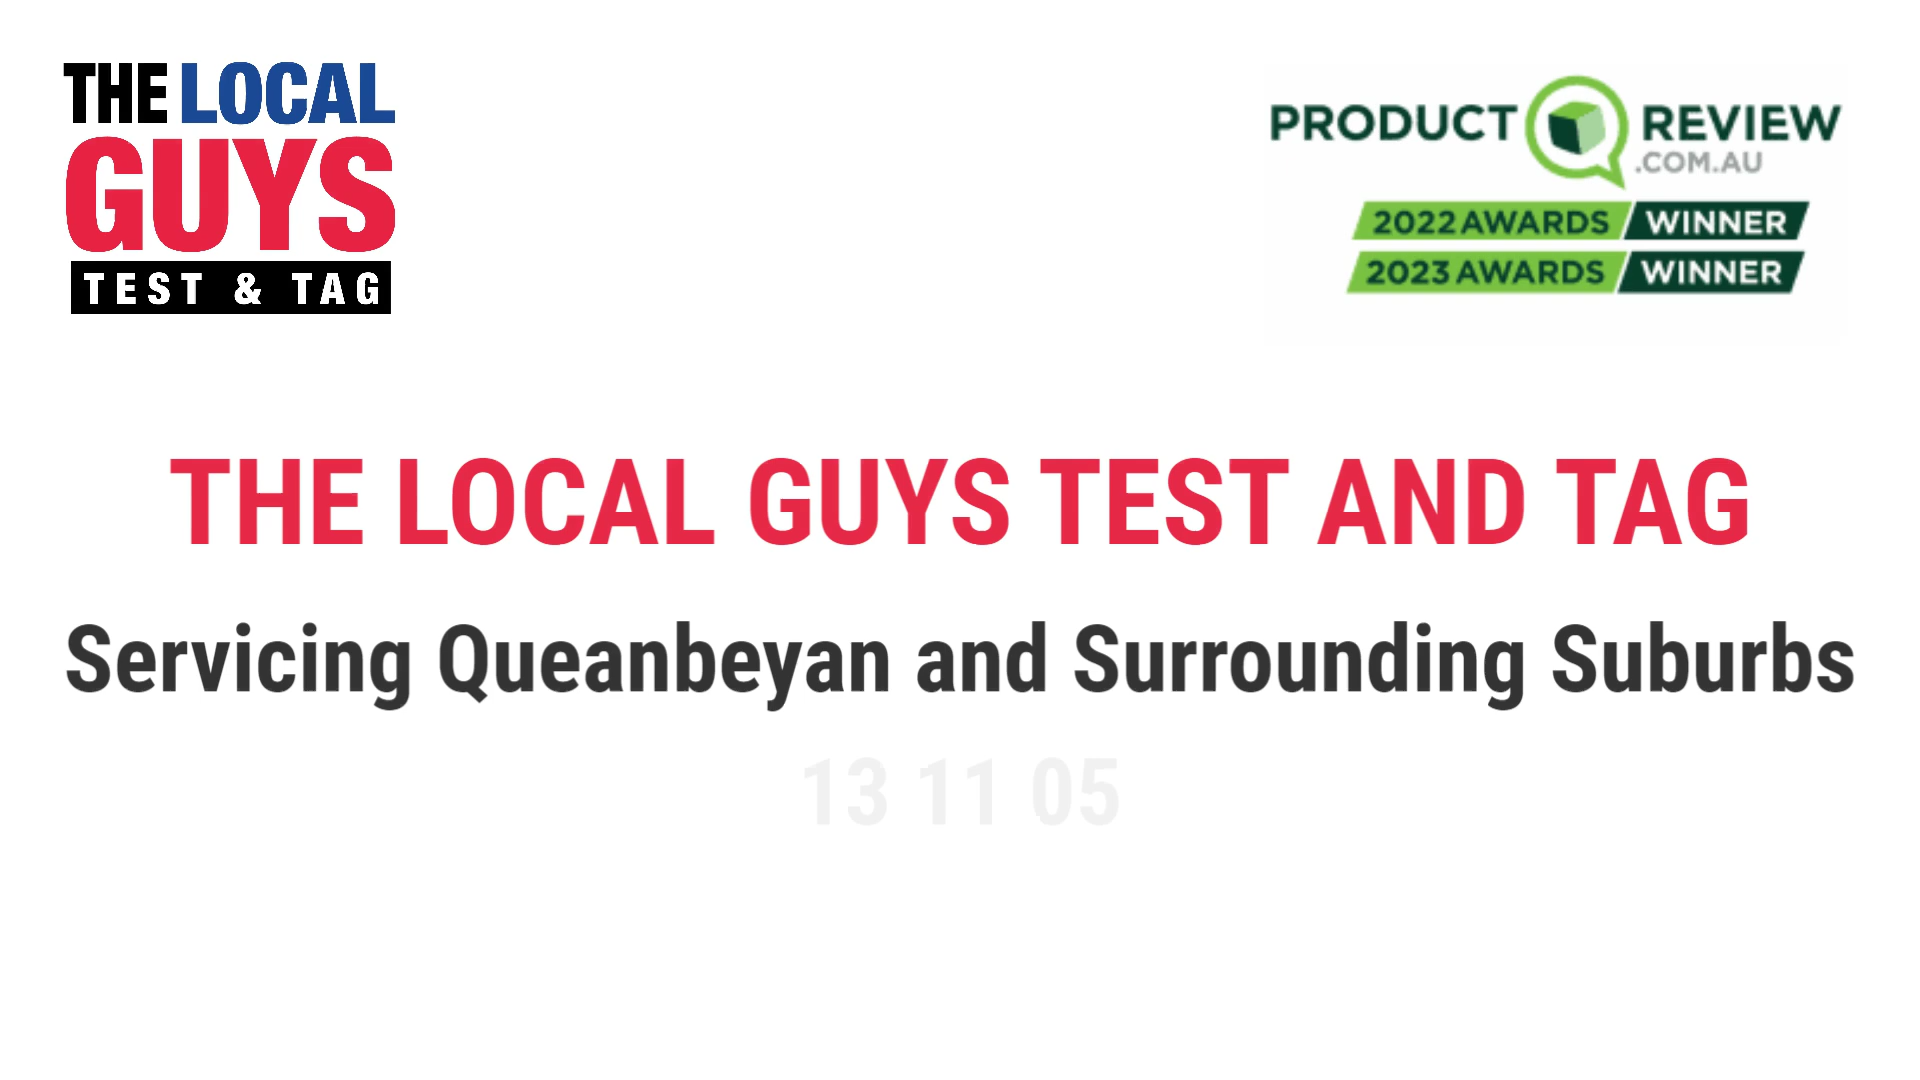 THE LOCAL
GUYS
TEST & TAG
PRODUCT REVIEW
.COM.AU
2022 AWARDS WINNER
2023 AWARDS WINNER
THE LOCAL GUYS TEST AND TAG
Servicing Queanbeyan and Surrounding Suburbs
13 11 05